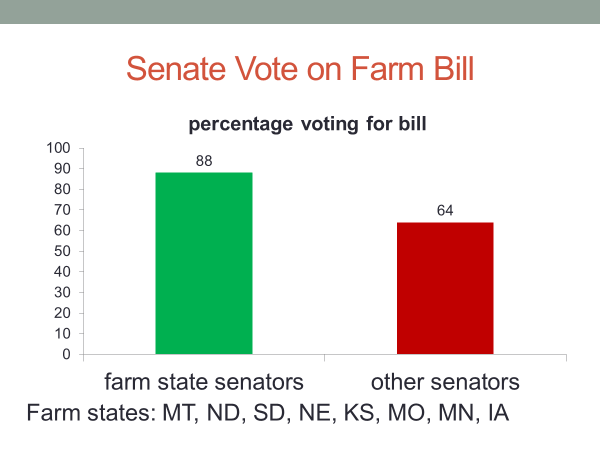 Senate Vote on Farm Bill
percentage voting for bill
100
90
80
70
60
50
40
30
20
10
0
88
64
farm state senators
other senators
Farm states: MT, ND, SD, NE, KS, MO, MN, IA